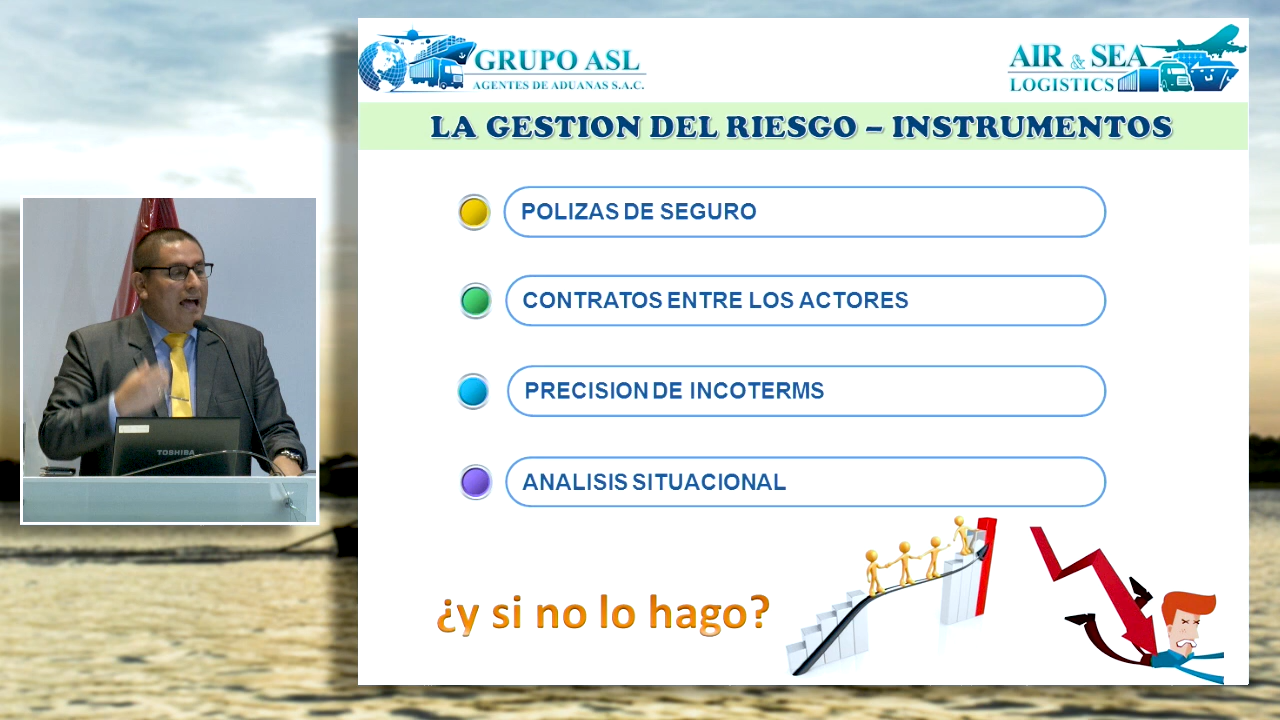 GRUPO ASL
AGENTES DE ADUANAS S.A.C.
AIR & SEA
LOGISTICS
LA GESTION DEL RIESGO – INSTRUMENTOS
POLIZAS DE SEGURO
CONTRATOS ENTRE LOS ACTORES
PRECISION DE INCOTERMS
ANALISIS SITUACIONAL
¿y si no lo hago?
TOSHIBA